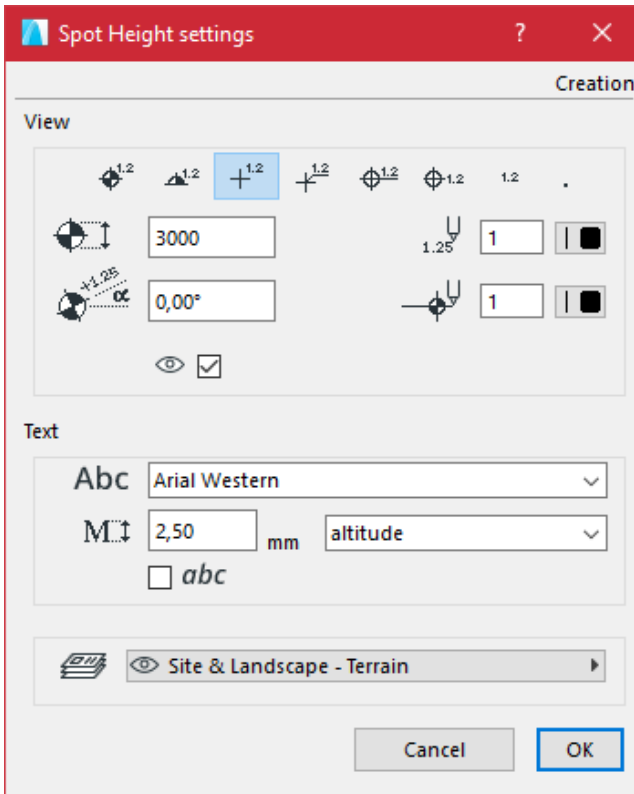 Spot Height settings ?
Creation
View
1.2 1.2 1.2 1.2 1.2 1.2 1.2 .
3000 1.25 1
+1.25 α 0,00° 1
Text
Abc Arial Western
M 2,50 mm altitude
abc
Site & Landscape - Terrain
Cancel OK